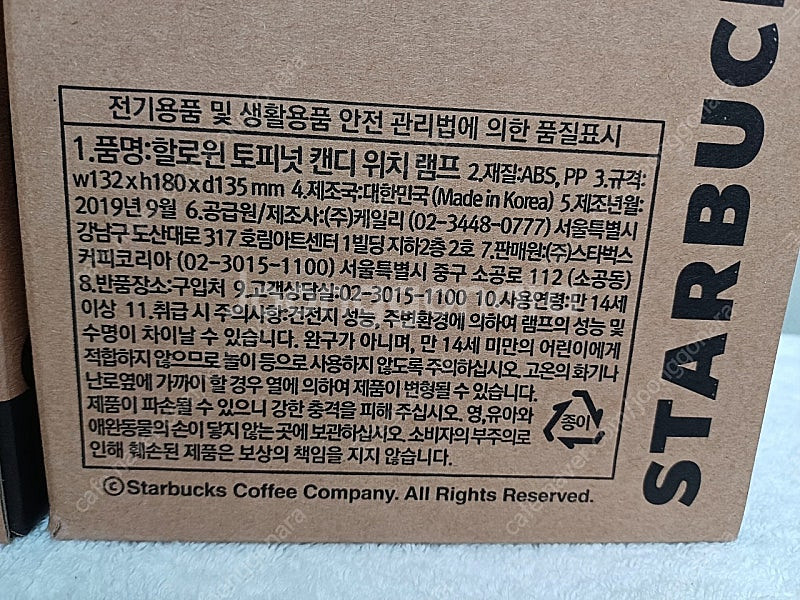 전기용품 및 생활용품 안전 관리법에 의한 품질표시
1.품명:할로윈 토피넛 캔디 위치 램프 2.재질:ABS, PP 3.규격:
w132xh180xd135mm 4.제조국:대한민국 (Made in Korea) 5.제조년월:
2019년 9월 6.공급원/제조사:(주)케일리 (02-3448-0777) 서울특별시
강남구 도산대로 317 호림아트센터 1빌딩 지하2층 2호 7.판매원:(주)스타벅스
커피코리아 (02-3015-1100) 서울특별시 중구 소공로 112 (소공동)
8.반품장소:구입처 9.고객상담실:02-3015-1100 10.사용연령:만 14세
이상 11.취급 시 주의사항:건전지 성능, 주변환경에 의하여 램프의 성능 및
수명이 차이날 수 있습니다. 완구가 아니며, 만 14세 미만의 어린이에게
적합하지 않으므로 놀이 등으로 사용하지 않도록 주의하십시오. 고온의 화기나
난로옆에 가까이 할 경우 열에 의하여 제품이 변형될 수 있습니다.
제품이 파손될 수 있으니 강한 충격을 피해 주십시오. 영,유아와
애완동물의 손이 닿지 않는 곳에 보관하십시오. 소비자의 부주의로
인해 훼손된 제품은 보상의 책임을 지지 않습니다.
종이
ⓒStarbucks Coffee Company. All Rights Reserved.
STARBUC